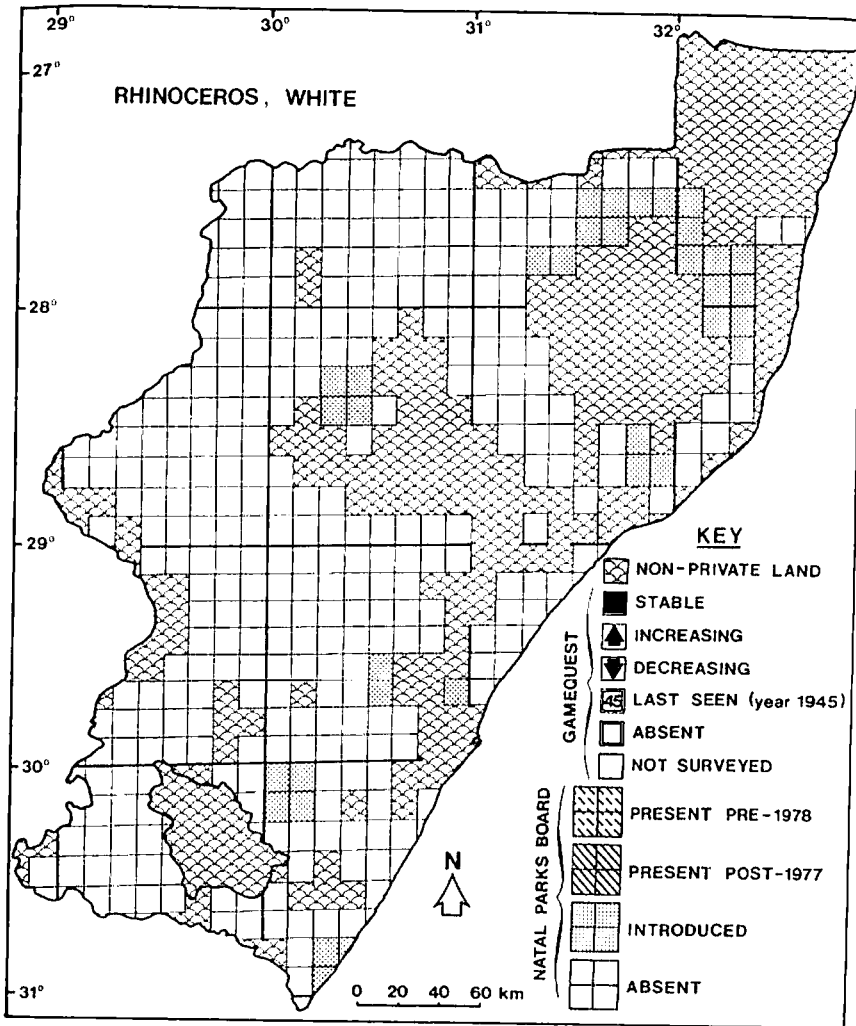 29° 30° 31° 32°
27°
RHINOCEROS, WHITE
28°
29°
30°
31°
KEY
NON-PRIVATE LAND
GAMEQUEST
STABLE
INCREASING
DECREASING
45 LAST SEEN (year 1945)
ABSENT
NOT SURVEYED
NATAL PARKS BOARD
PRESENT PRE-1978
PRESENT POST-1977
INTRODUCED
ABSENT
N
0 20 40 60 km